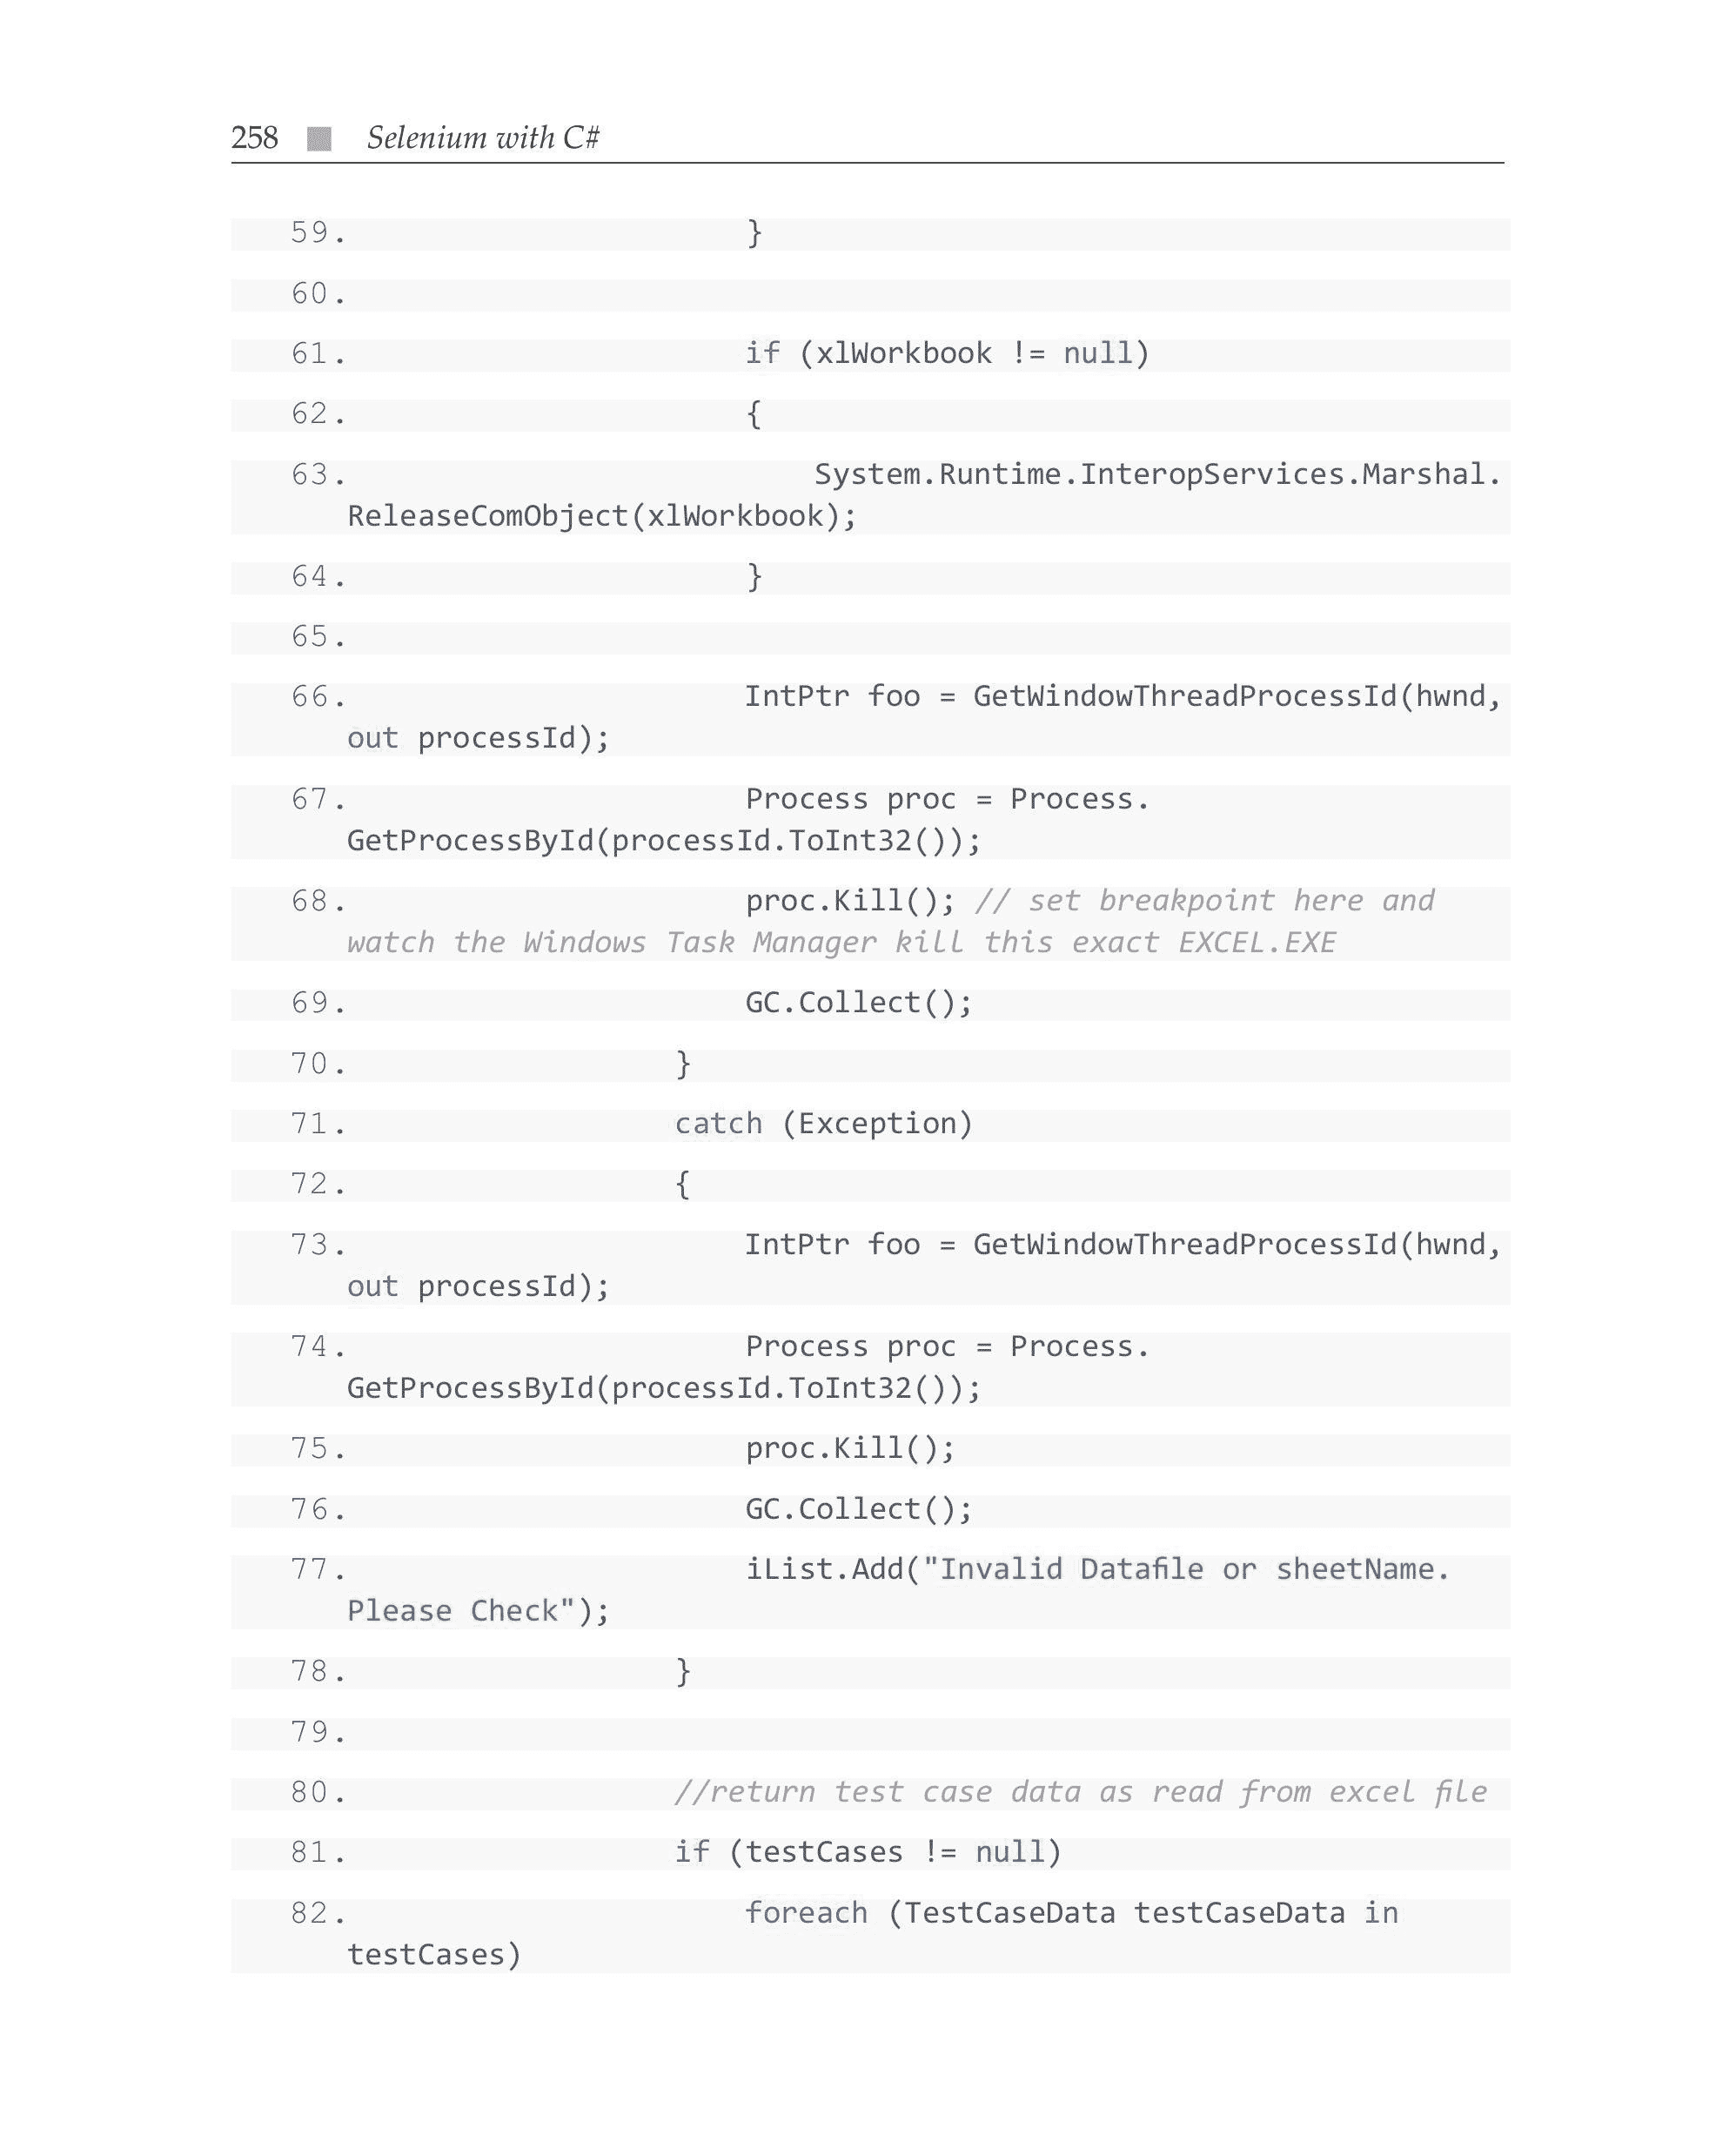 258 Selenium with C#
59. }
60.
61. if (xlWorkbook != null)
62. {
63. System.Runtime.InteropServices.Marshal.
ReleaseComObject(xlWorkbook);
64. }
65.
66. IntPtr foo = GetWindowThreadProcessId(hwnd,
out processId);
67. Process proc = Process.
GetProcessById(processId.ToInt32());
68. proc.Kill(); // set breakpoint here and
watch the Windows Task Manager kill this exact EXCEL.EXE
69. GC.Collect();
70. }
71. catch (Exception)
72. {
73. IntPtr foo = GetWindowThreadProcessId(hwnd,
out processId);
74. Process proc = Process.
GetProcessById(processId.ToInt32());
75. proc.Kill();
76. GC.Collect();
77. iList.Add("Invalid Datafile or sheetName.
Please Check");
78. }
79.
80. //return test case data as read from excel file
81. if (testCases != null)
82. foreach (TestCaseData testCaseData in
testCases)